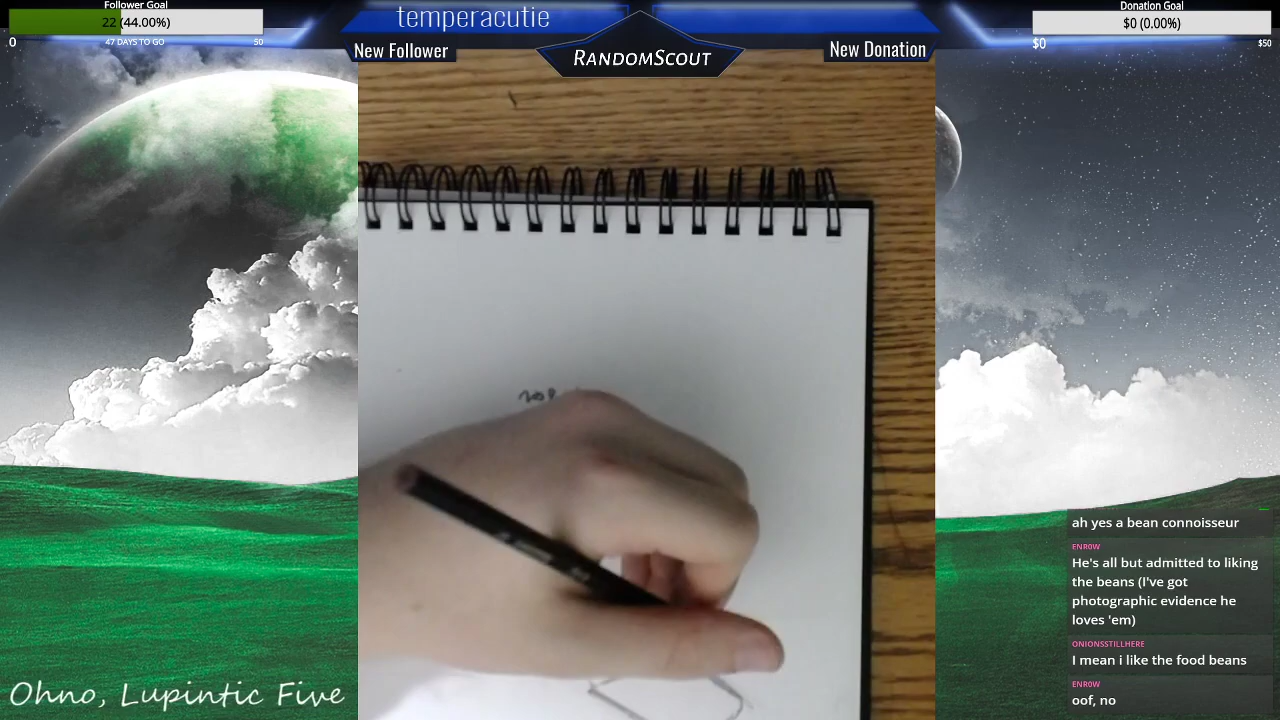 Follower Goal
22 (44.00%)
0
47 DAYS TO GO
50
temperacutie
New Follower
RANDOMSCOUT
New Donation
Donation Goal
$0 (0.00%)
$0
$50
ah yes a bean connoisseur
ENR0W
He's all but admitted to liking
the beans (I've got
photographic evidence he
loves 'em)
ONIONSSTILLHERE
I mean i like the food beans
ENR0W
oof, no
Ohno, Lupintic Five